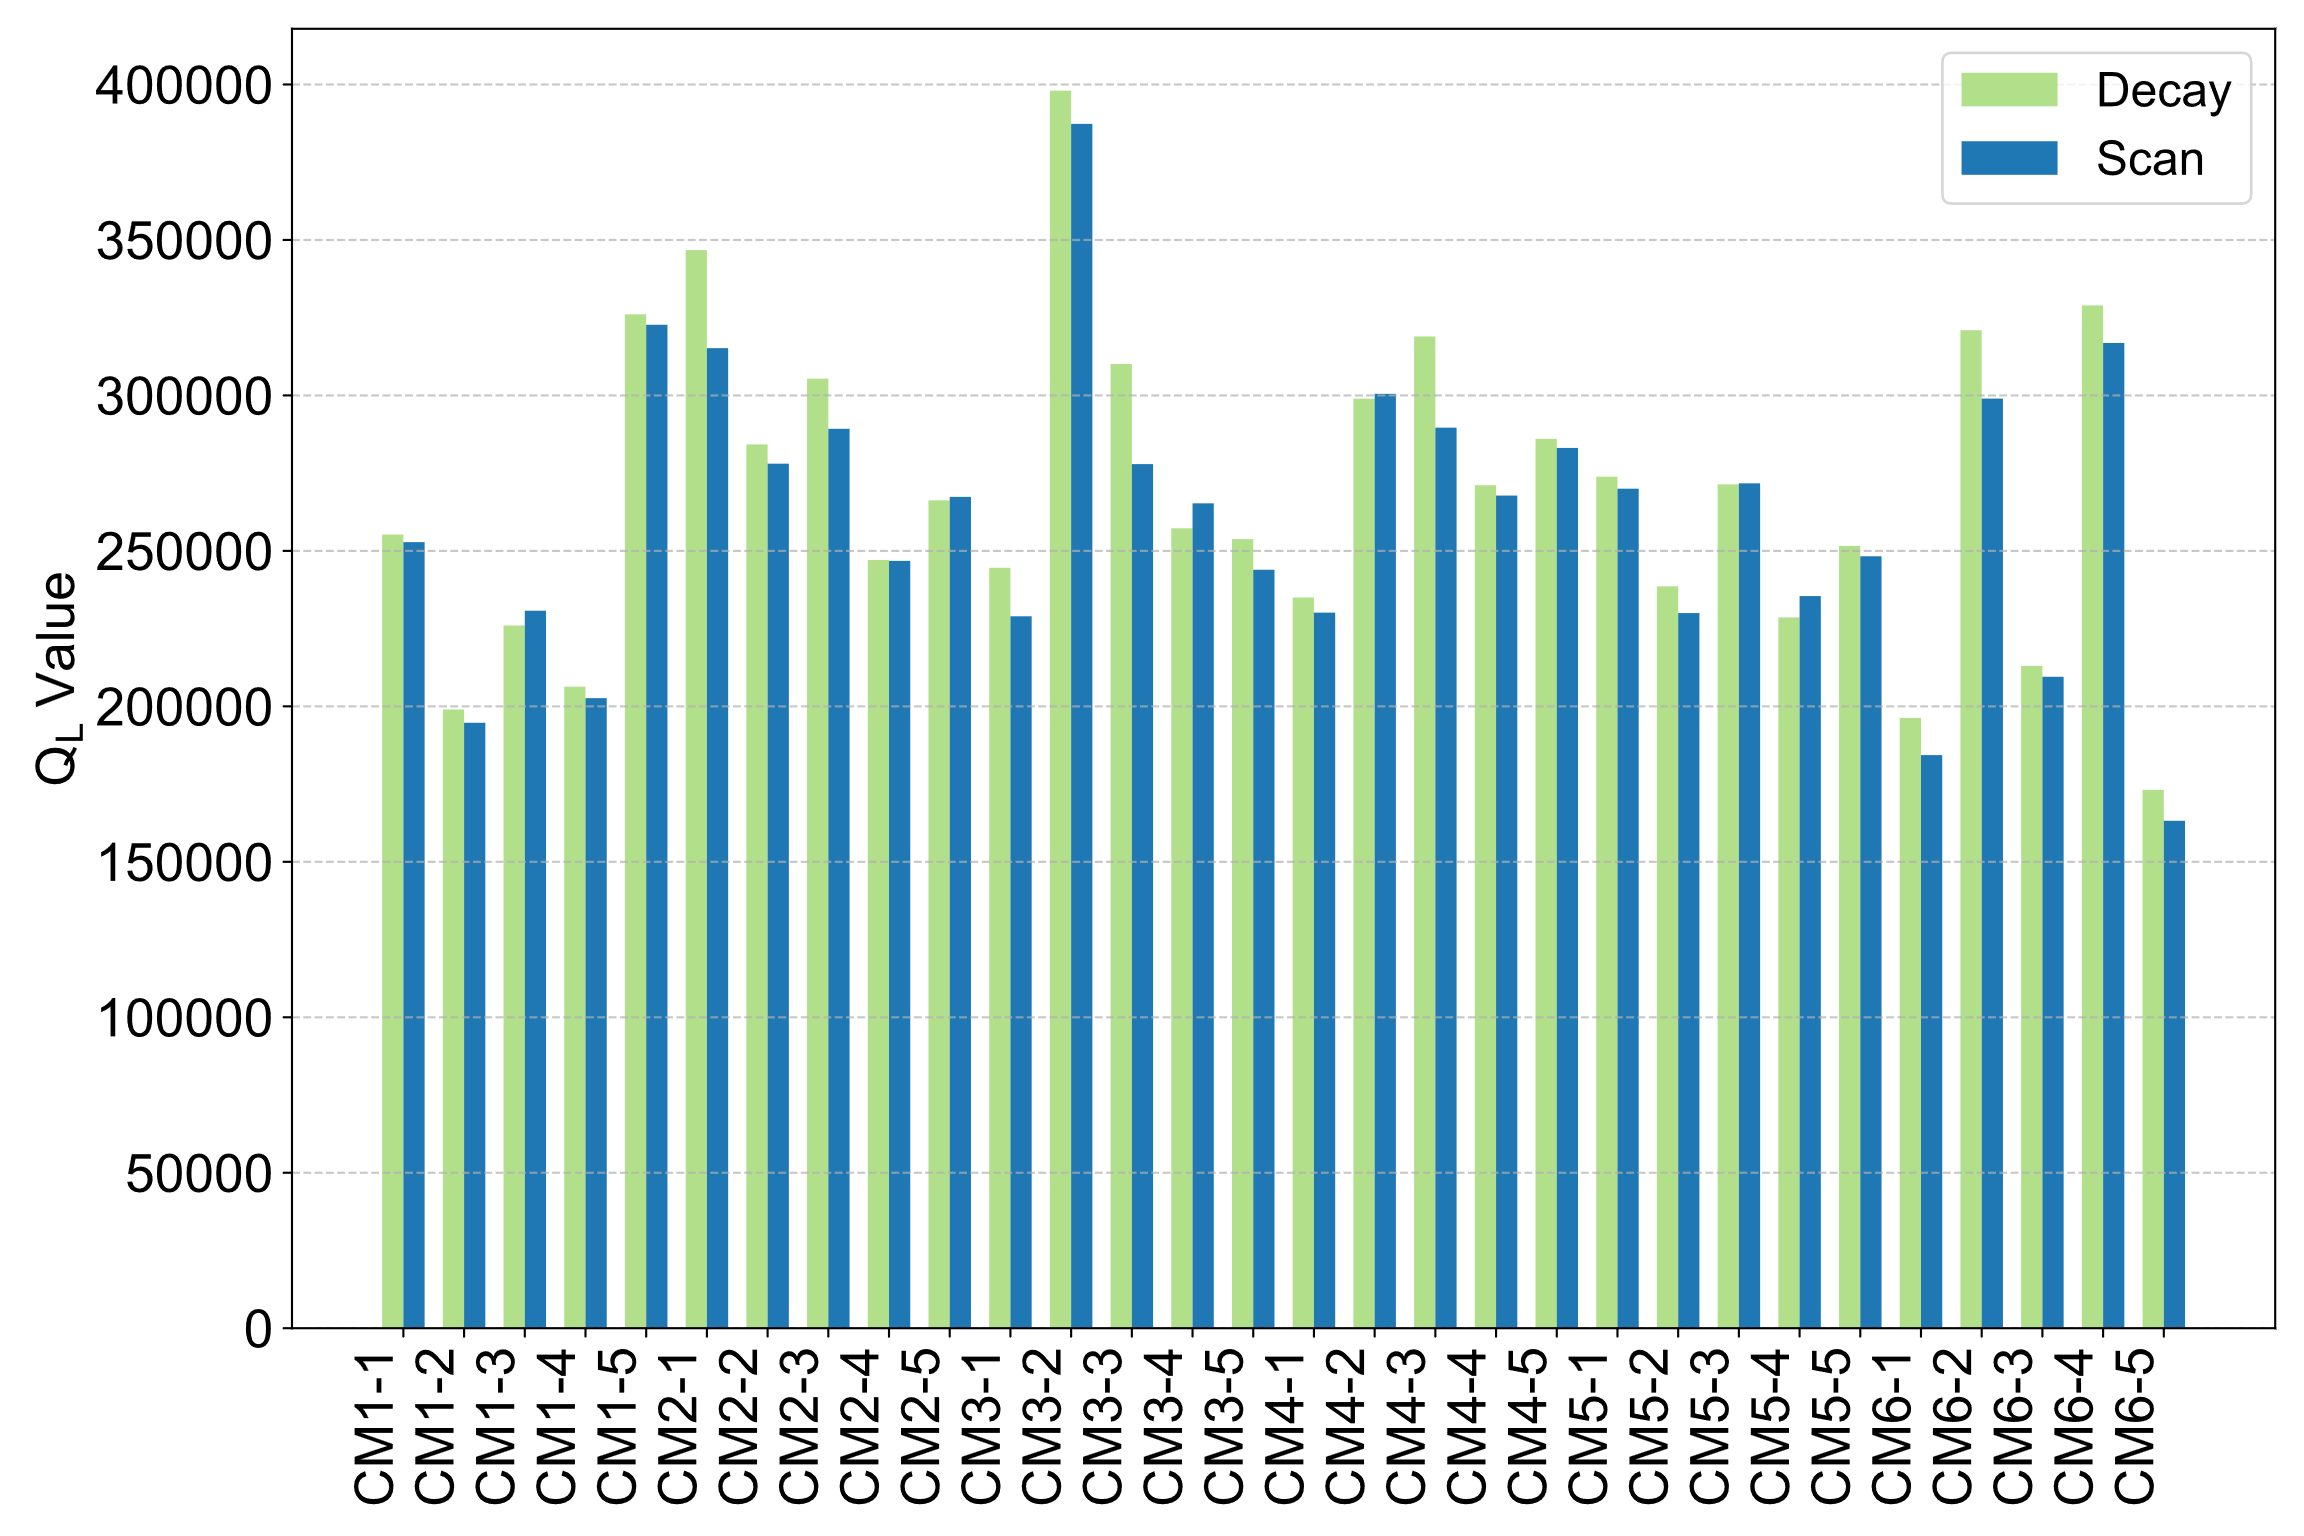 400000
350000
300000
250000
200000
150000
100000
50000
0
QL Value
Decay
Scan
CM1-1
CM1-2
CM1-3
CM1-4
CM1-5
CM2-1
CM2-2
CM2-3
CM2-4
CM2-5
CM3-1
CM3-2
CM3-3
CM3-4
CM3-5
CM4-1
CM4-2
CM4-3
CM4-4
CM4-5
CM5-1
CM5-2
CM5-3
CM5-4
CM5-5
CM6-1
CM6-2
CM6-3
CM6-4
CM6-5